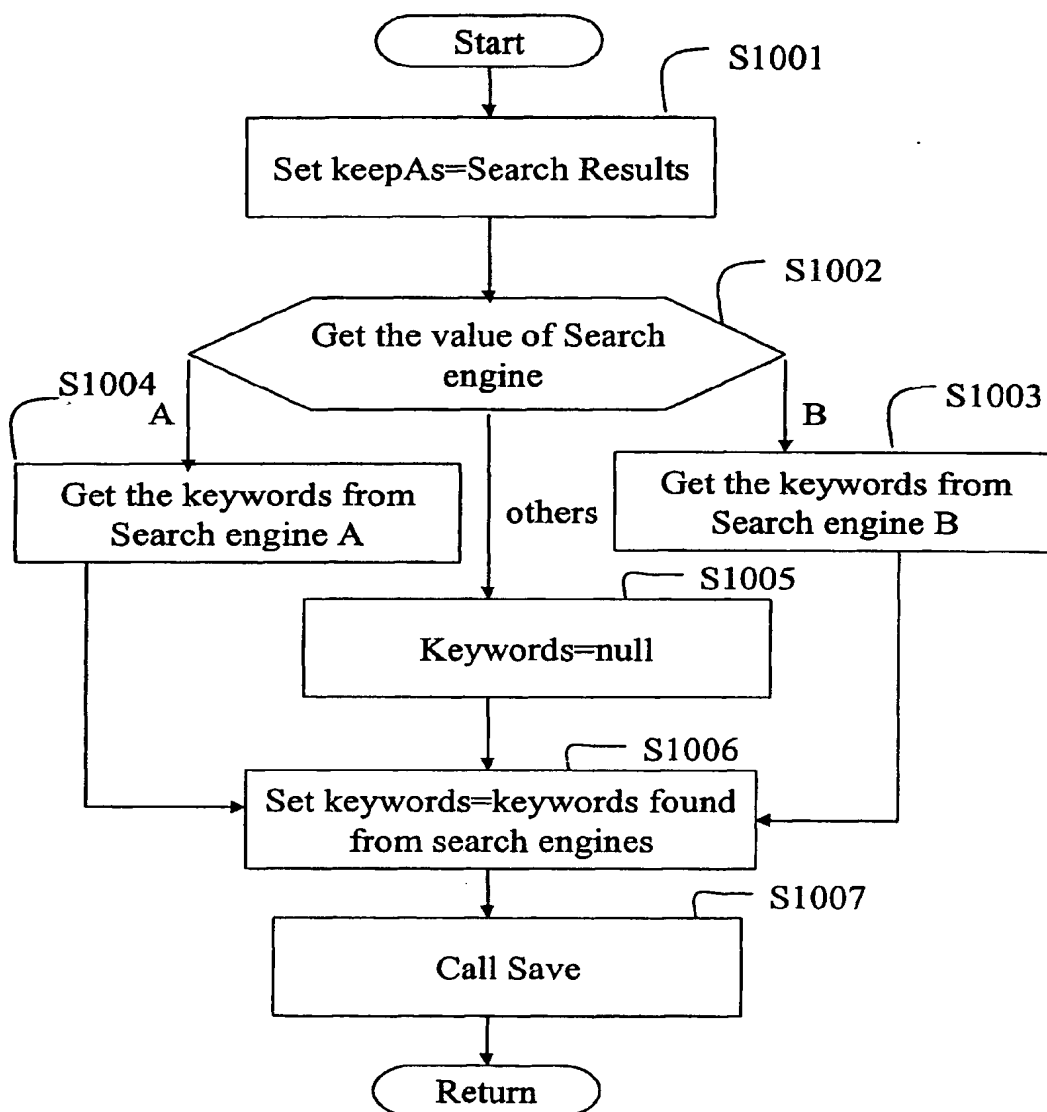 Start
S1001
Set keepAs=Search Results
S1002
Get the value of Search
engine
S1004
A
B
S1003
Get the keywords from
Search engine A
others
Get the keywords from
Search engine B
S1005
Keywords=null
S1006
Set keywords=keywords found
from search engines
S1007
Call Save
Return